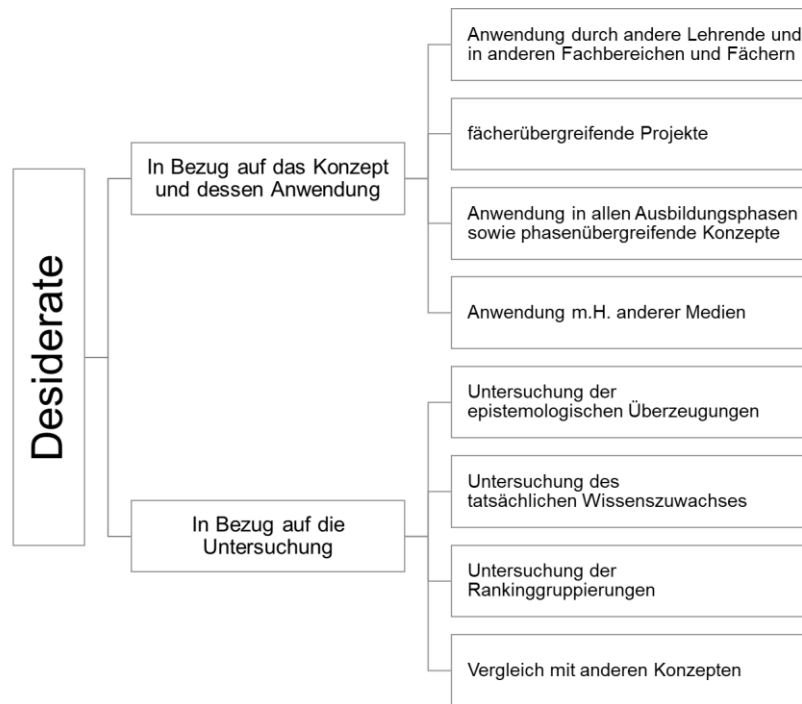 Desiderate
In Bezug auf das Konzept
und dessen Anwendung
Anwendung durch andere Lehrende und
in anderen Fachbereichen und Fächern
fächerübergreifende Projekte
Anwendung in allen Ausbildungsphasen
sowie phasenübergreifende Konzepte
Anwendung m.H. anderer Medien
In Bezug auf die
Untersuchung
Untersuchung der
epistemologischen Überzeugungen
Untersuchung des
tatsächlichen Wissenszuwachses
Untersuchung der
Rankinggruppierungen
Vergleich mit anderen Konzepten